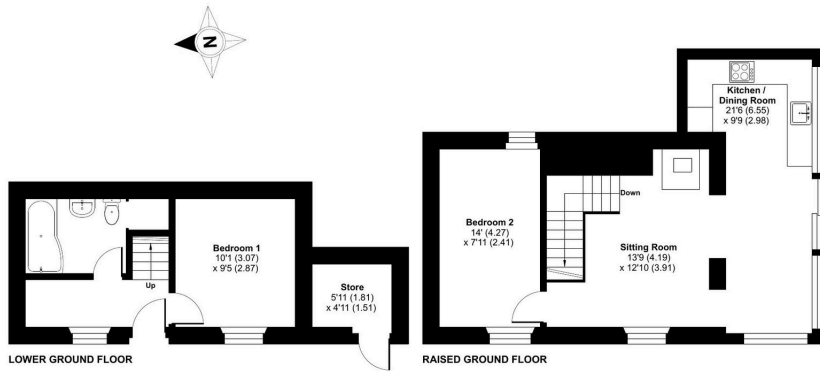 N
Kitchen /
Dining Room
21'6 (6.55)
x 9'9 (2.98)
Bedroom 1
10'1 (3.07)
x 9'5 (2.87)
Up
Store
5'11 (1.81)
x 4'11 (1.51)
LOWER GROUND FLOOR
Bedroom 2
14' (4.27)
x 7'11 (2.41)
Down
Sitting Room
13'9 (4.19)
x 12'10 (3.91)
RAISED GROUND FLOOR